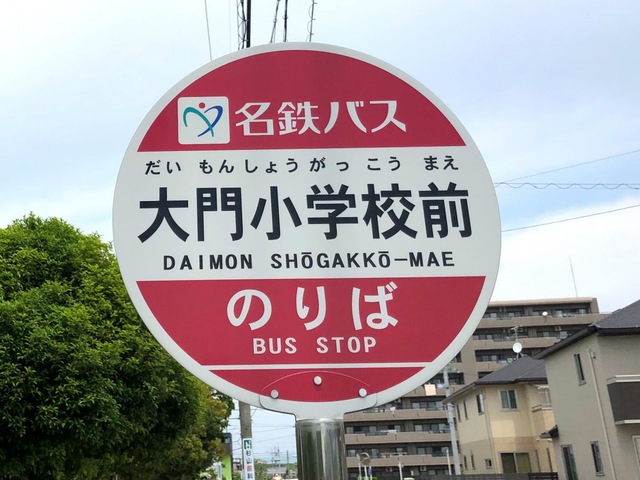 名鉄バス
だい もんしょうがっ こう まえ
大門小学校前
DAIMON SHŌGAKKŌ-MAE
のりば
BUS STOP